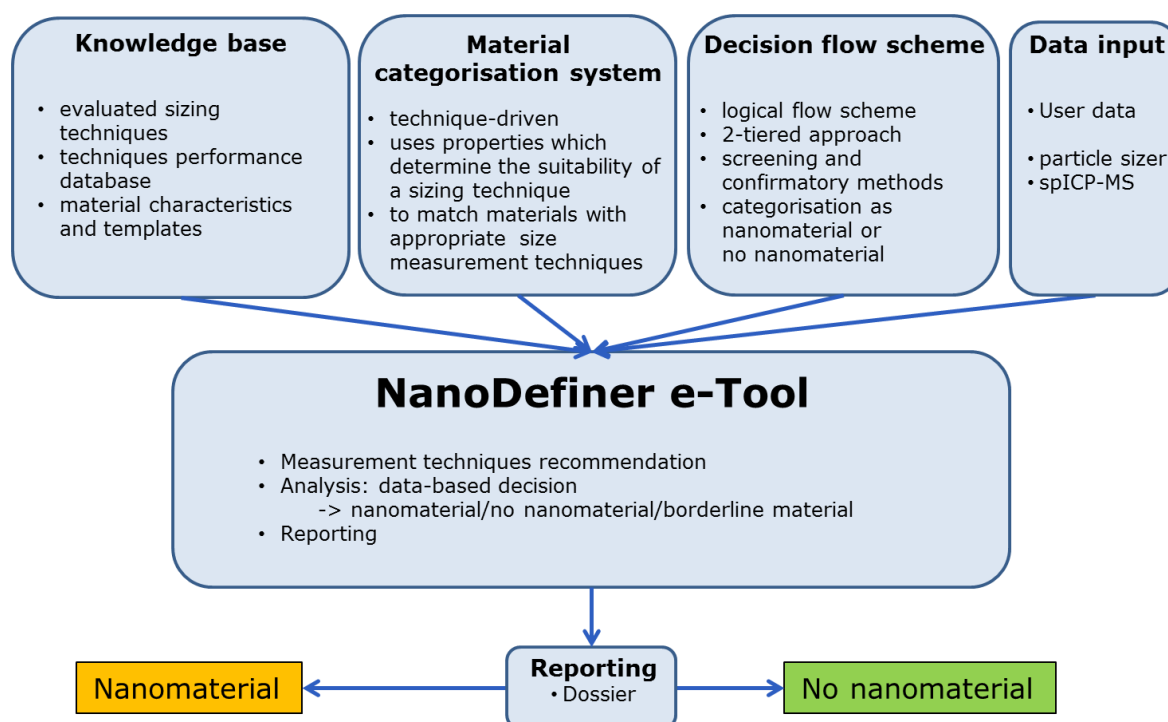 Knowledge base
• evaluated sizing
techniques
• techniques performance
database
• material characteristics
and templates
Material
categorisation system
• technique-driven
• uses properties which
determine the suitability of
a sizing technique
• to match materials with
appropriate size
measurement techniques
Decision flow scheme
• logical flow scheme
• 2-tiered approach
• screening and
confirmatory methods
• categorisation as
nanomaterial or
no nanomaterial
Data input
• User data
• particle sizer
• spICP-MS
NanoDefiner e-Tool
• Measurement techniques recommendation
• Analysis: data-based decision
-> nanomaterial/no nanomaterial/borderline material
• Reporting
Reporting
• Dossier
Nanomaterial
No nanomaterial